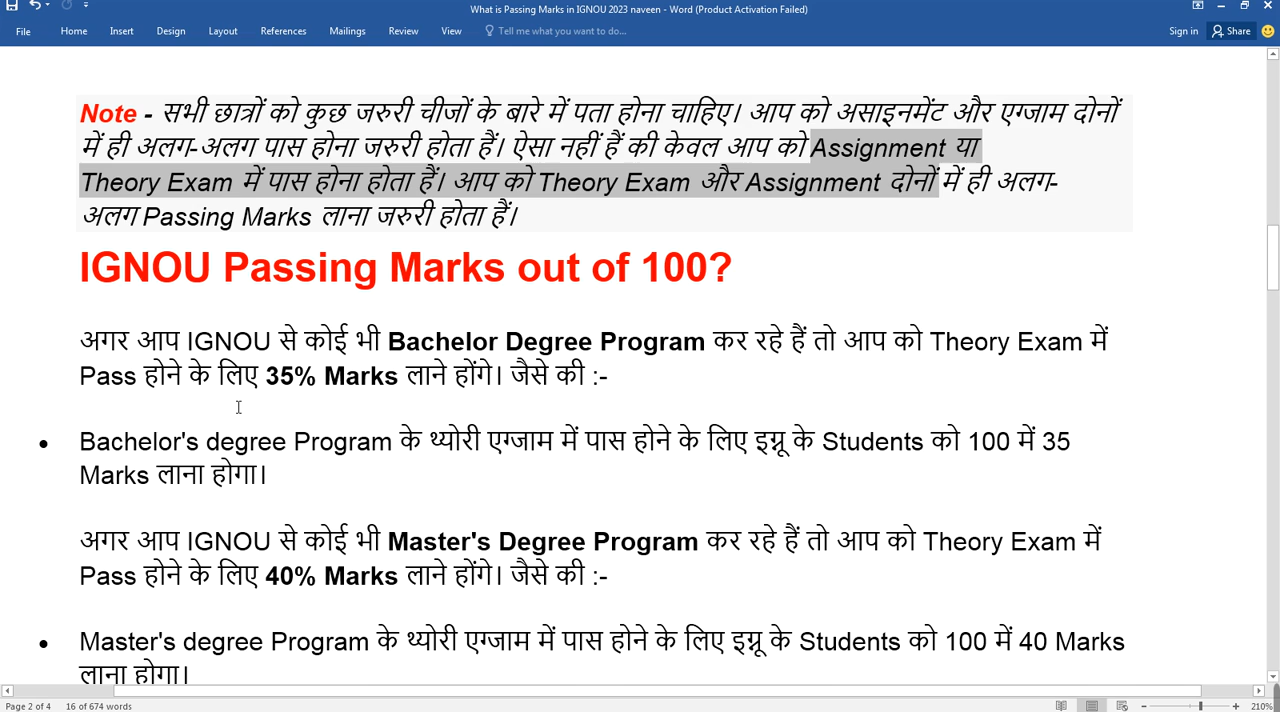 What is Passing Marks in IGNOU 2023 naveen - Word (Product Activation Failed)
File Home Insert Design Layout References Mailings Review View Tell me what you want to do... Sign in Share
Note - सभी छात्रों को कुछ जरुरी चीजों के बारे में पता होना चाहिए। आप को असाइनमेंट और एग्जाम दोनों
में ही अलग-अलग पास होना जरुरी होता हैं। ऐसा नहीं हैं की केवल आप को Assignment या
Theory Exam में पास होना होता हैं। आप को Theory Exam और Assignment दोनों में ही अलग-
अलग Passing Marks लाना जरुरी होता हैं।
IGNOU Passing Marks out of 100?
अगर आप IGNOU से कोई भी Bachelor Degree Program कर रहे हैं तो आप को Theory Exam में
Pass होने के लिए 35% Marks लाने होंगे। जैसे की :-
• Bachelor's degree Program के थ्योरी एग्जाम में पास होने के लिए इग्नू के Students को 100 में 35
Marks लाना होगा।
अगर आप IGNOU से कोई भी Master's Degree Program कर रहे हैं तो आप को Theory Exam में
Pass होने के लिए 40% Marks लाने होंगे। जैसे की :-
• Master's degree Program के थ्योरी एग्जाम में पास होने के लिए इग्नू के Students को 100 में 40 Marks
लाना होगा।
Page 2 of 4 16 of 674 words 210%